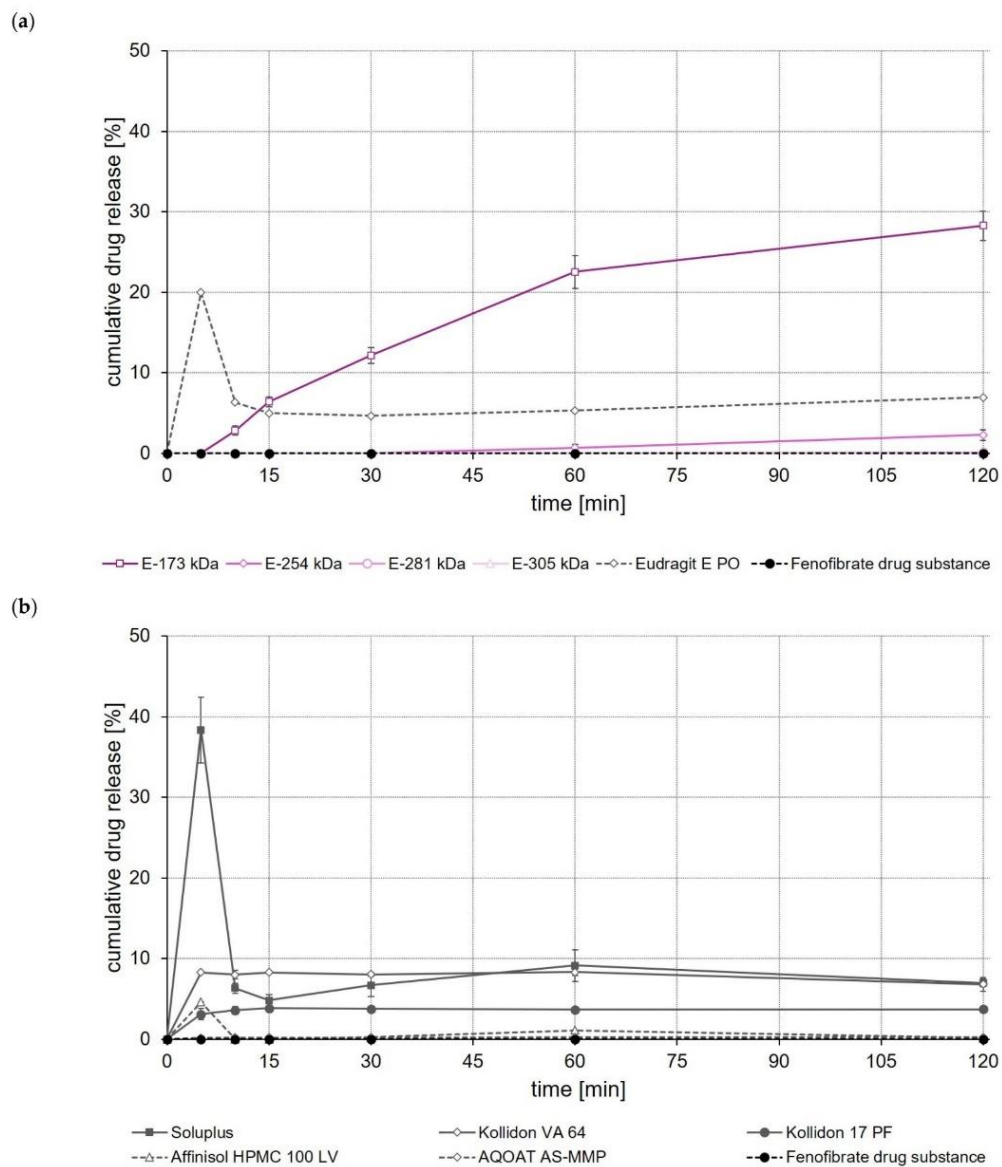 (a)
50
40
30
20
10
0
cumulative drug release [%]
0 15 30 45 60 75 90 105 120
time [min]
E-173 kDa E-254 kDa E-281 kDa E-305 kDa Eudragit E PO Fenofibrate drug substance
(b)
50
40
30
20
10
0
cumulative drug release [%]
0 15 30 45 60 75 90 105 120
time [min]
Soluplus Kollidon VA 64 Kollidon 17 PF
Affinisol HPMC 100 LV AQOAT AS-MMP Fenofibrate drug substance